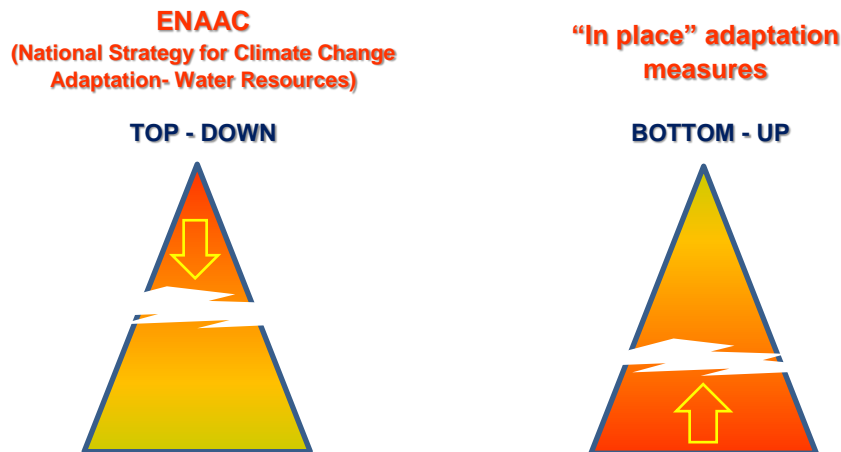 ENAAC
(National Strategy for Climate Change
Adaptation- Water Resources)
TOP - DOWN
“In place” adaptation
measures
BOTTOM - UP